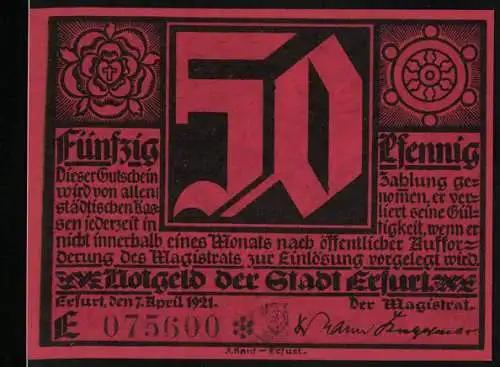 50
Fünfzig
Dieser Gutschein
wird von allen
städtischen Kas-
sen jederzeit in
Pfennig
Zahlung ge-
nomen, er ver-
liert seine Gül-
tigkeit, wenn er
nicht innerhalb eines Monats nach öffentlicher Auffor-
derung des Magistrats zur Einlösung vorgelegt wird.
Notgeld der Stadt Erfurt.
Erfurt, den 7. April 1921.
Der Magistrat.
E 075600